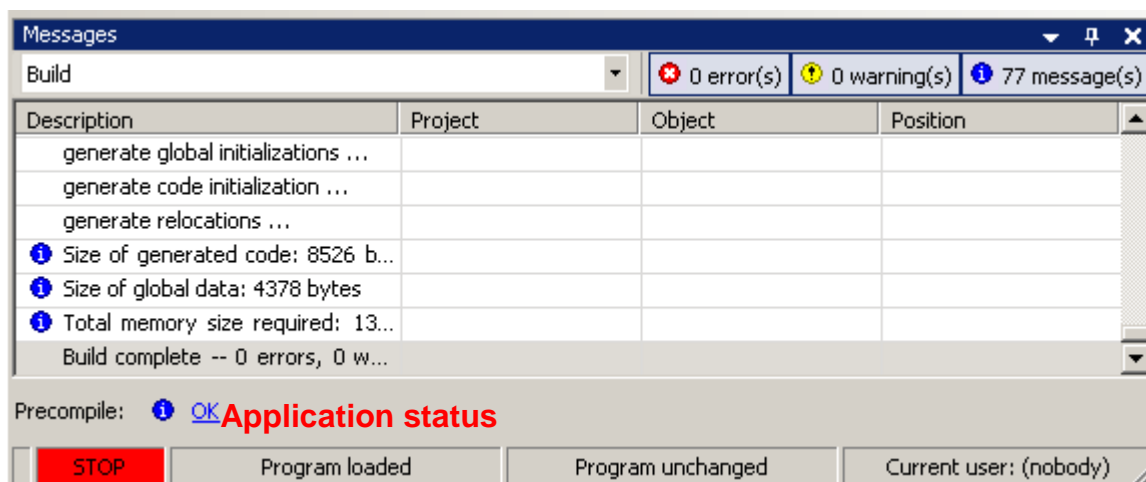 Messages
Build 0 error(s) 0 warning(s) 77 message(s)
Description Project Object Position
generate global initializations ...
generate code initialization ...
generate relocations ...
Size of generated code: 8526 b...
Size of global data: 4378 bytes
Total memory size required: 13...
Build complete -- 0 errors, 0 w...
Precompile: OK Application status
STOP Program loaded Program unchanged Current user: (nobody)